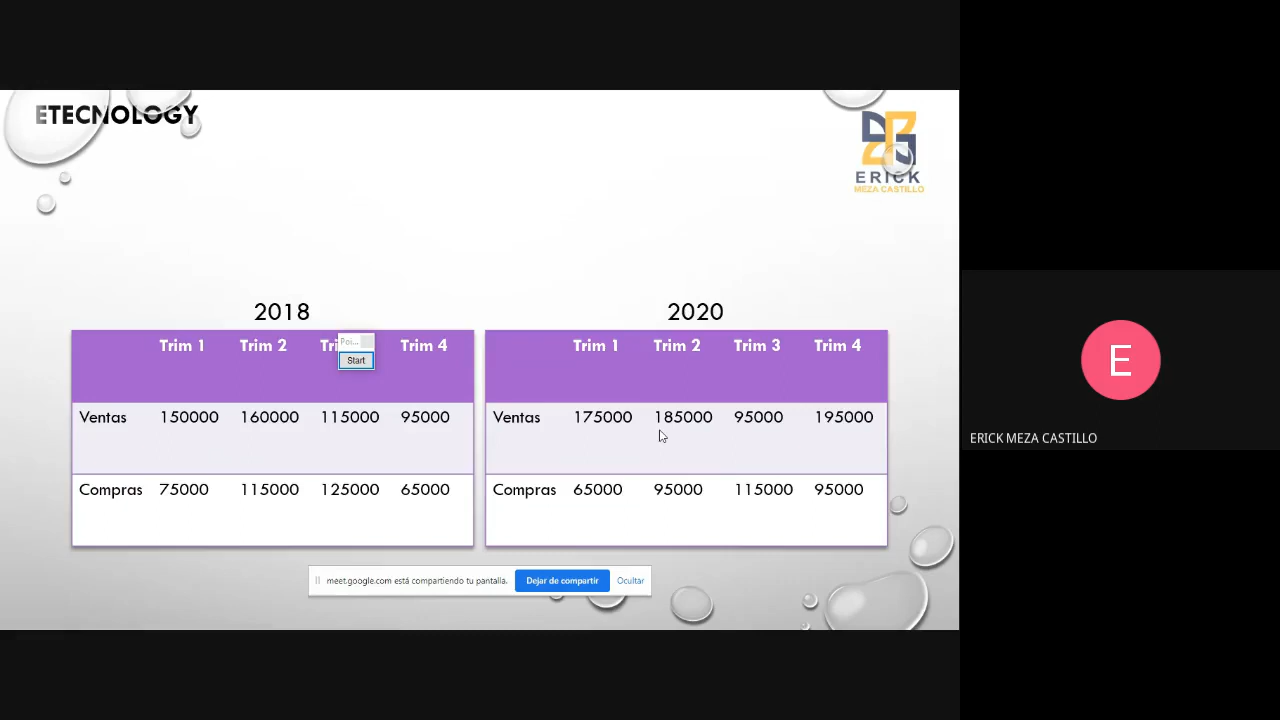 ETECNOLOGY
ERICK
MEZA CASTILLO
2018
Trim 1 Trim 2 Tri Trim 4
Poi...
Start
Ventas 150000 160000 115000 95000
Compras 75000 115000 125000 65000
2020
Trim 1 Trim 2 Trim 3 Trim 4
Ventas 175000 185000 95000 195000
Compras 65000 95000 115000 95000
meet.google.com está compartiendo tu pantalla. Dejar de compartir Ocultar
E
ERICK MEZA CASTILLO